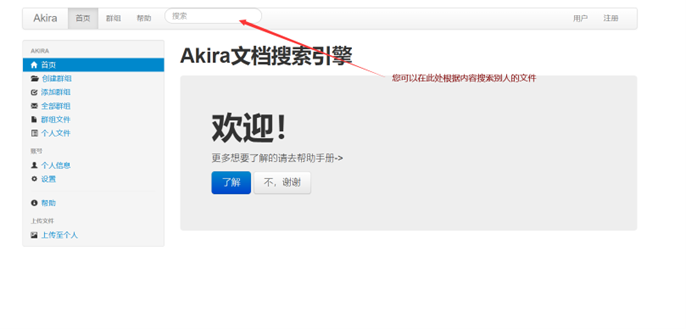 Akira 首页 群组 帮助 搜索 用户 注册
AKIRA
首页
创建群组
添加群组
全部群组
群组文件
个人文件
账号
个人信息
设置
帮助
上传文件
上传至个人
Akira文档搜索引擎
您可以在此处根据内容搜索别人的文件
欢迎！
更多想要了解的请去帮助手册->
了解 不，谢谢